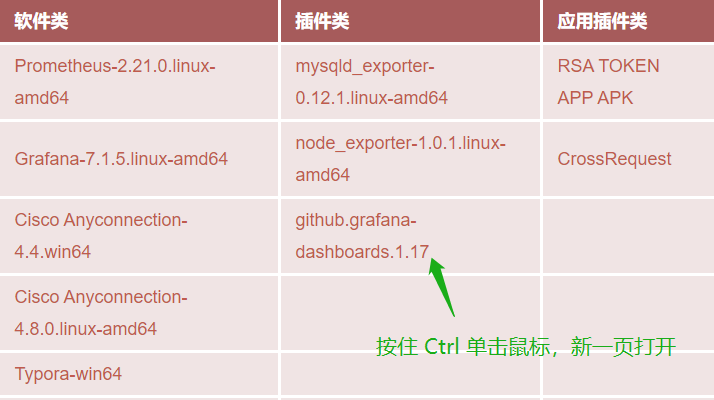 软件类 插件类 应用插件类
Prometheus-2.21.0.linux- mysqld_exporter- RSA TOKEN
amd64 0.12.1.linux-amd64 APP APK
Grafana-7.1.5.linux-amd64 node_exporter-1.0.1.linux- CrossRequest
amd64
Cisco Anyconnection- github.grafana-
4.4.win64 dashboards.1.17
Cisco Anyconnection-
4.8.0.linux-amd64
按住 Ctrl 单击鼠标，新一页打开
Typora-win64